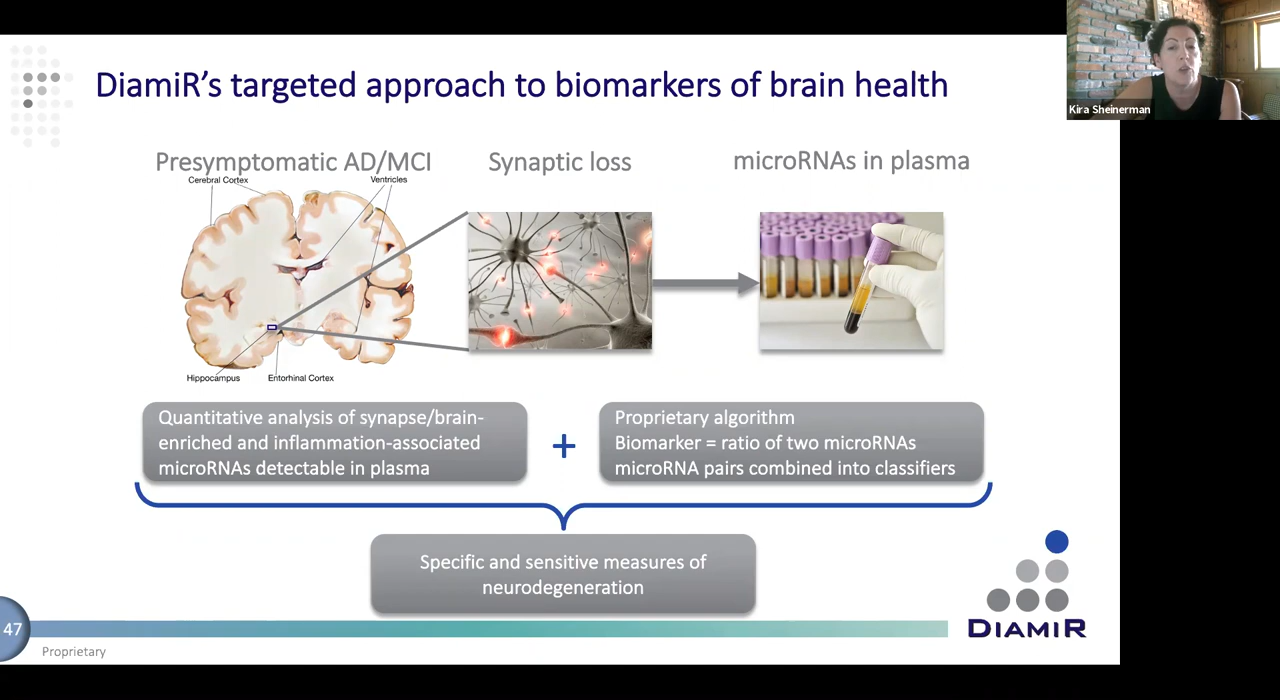 DiamiR's targeted approach to biomarkers of brain health
Kira Sheinerman
Presymptomatic AD/MCI
Synaptic loss
microRNAs in plasma
Cerebral Cortex
Ventricles
Hippocampus
Entorhinal Cortex
Quantitative analysis of synapse/brain-
enriched and inflammation-associated
microRNAs detectable in plasma
+
Proprietary algorithm
Biomarker = ratio of two microRNAs
microRNA pairs combined into classifiers
Specific and sensitive measures of
neurodegeneration
DIAMIR
47
Proprietary